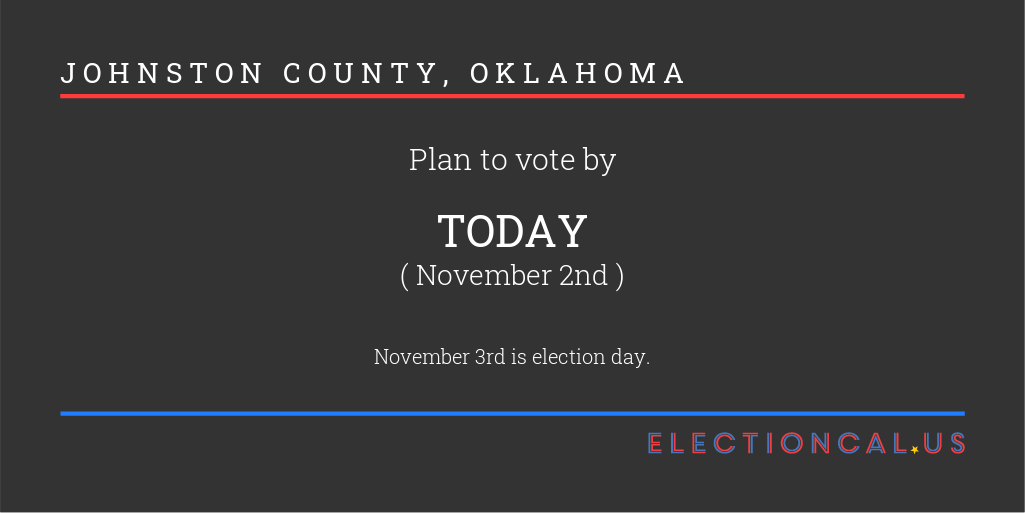 JOHNSTON COUNTY, OKLAHOMA
Plan to vote by
TODAY
( November 2nd )
November 3rd is election day.
ELECTIONCAL.US